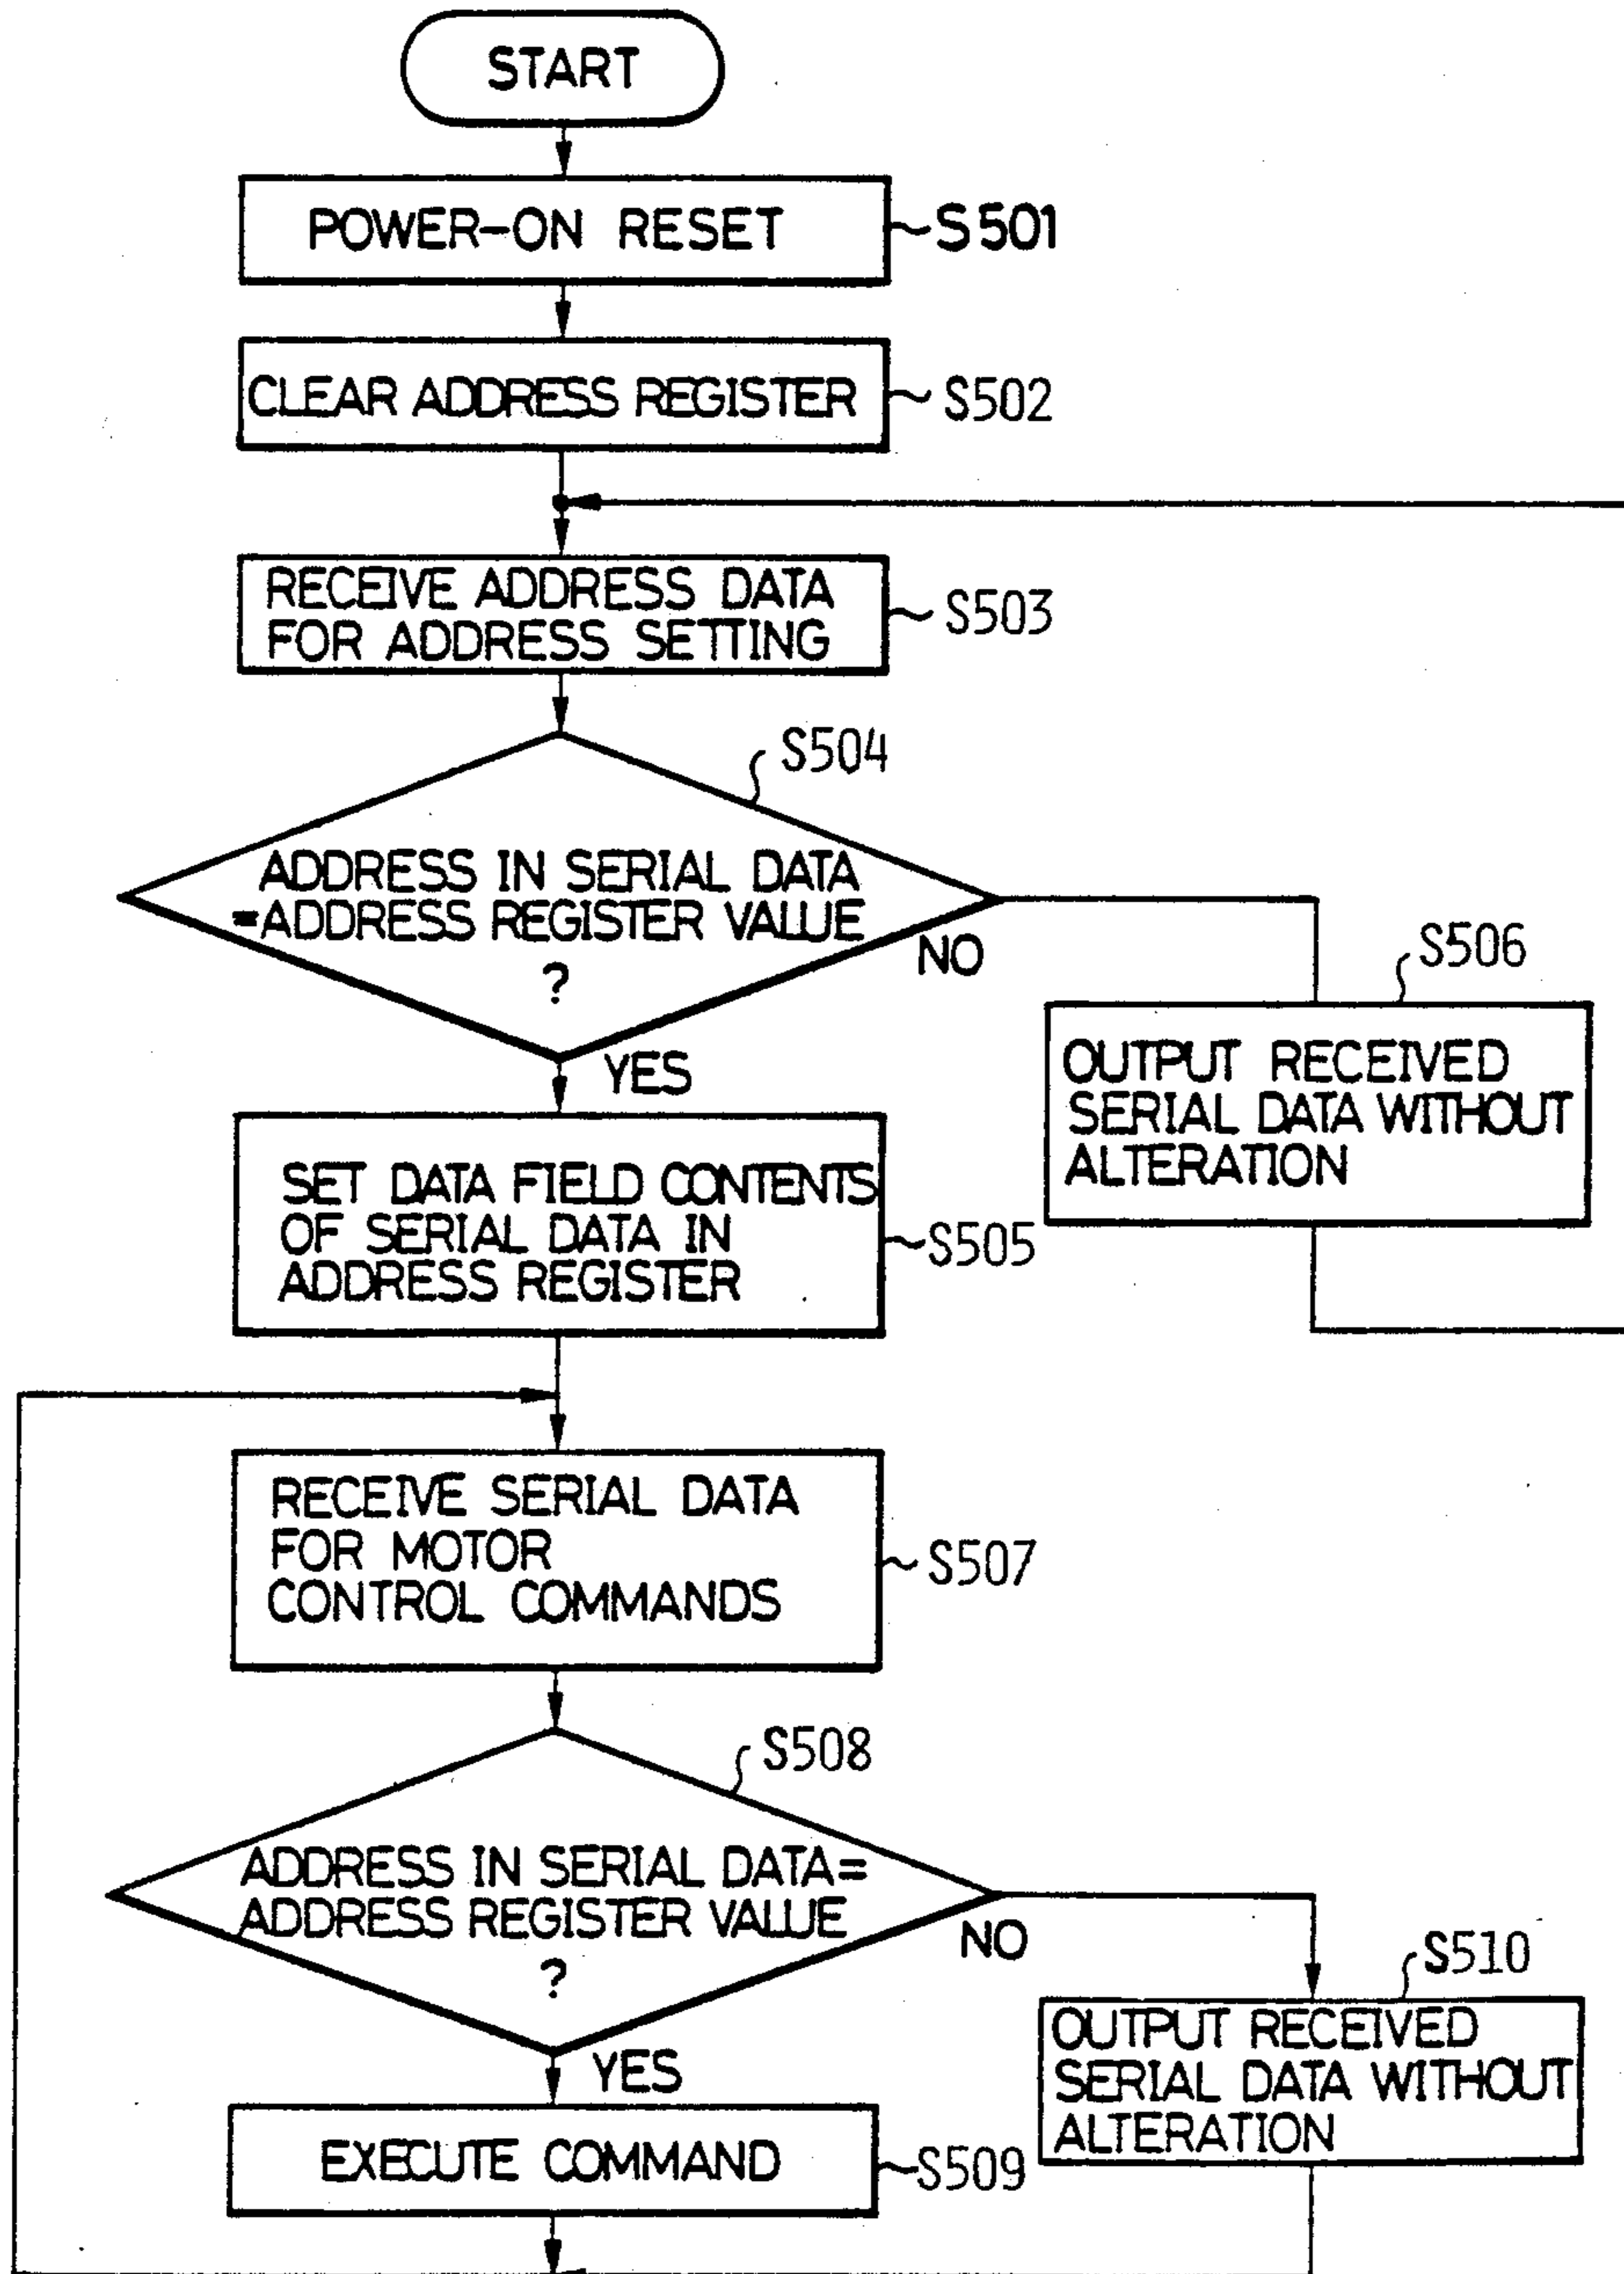 START
POWER-ON RESET
S501
CLEAR ADDRESS REGISTER
S502
RECEIVE ADDRESS DATA
FOR ADDRESS SETTING
S503
S504
ADDRESS IN SERIAL DATA
=ADDRESS REGISTER VALUE
?
NO
YES
S506
OUTPUT RECEIVED
SERIAL DATA WITHOUT
ALTERATION
SET DATA FIELD CONTENTS
OF SERIAL DATA IN
ADDRESS REGISTER
S505
RECEIVE SERIAL DATA
FOR MOTOR
CONTROL COMMANDS
S507
S508
ADDRESS IN SERIAL DATA=
ADDRESS REGISTER VALUE
?
NO
YES
S510
OUTPUT RECEIVED
SERIAL DATA WITHOUT
ALTERATION
EXECUTE COMMAND
S509